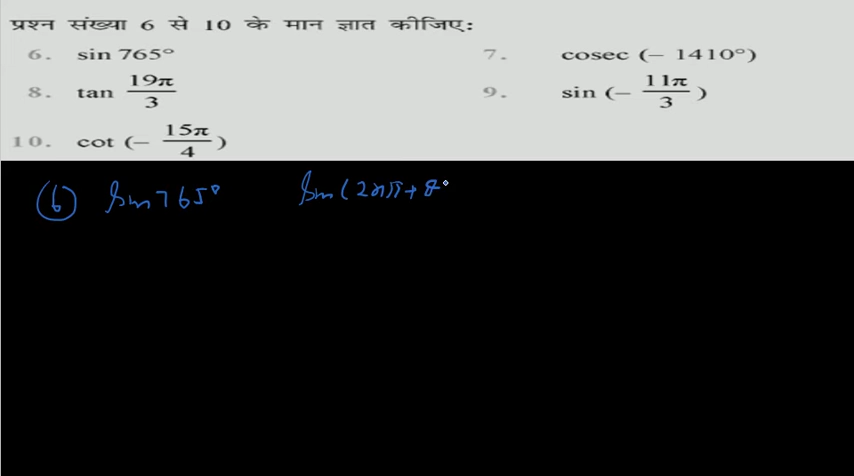 प्रश्न संख्या 6 से 10 के मान ज्ञात कीजिए:
6. sin 765° 7. cosec (– 1410°)
8. tan 19π/3 9. sin (– 11π/3)
10. cot (– 15π/4)
(6) Sin 765° Sin(2nπ+θ